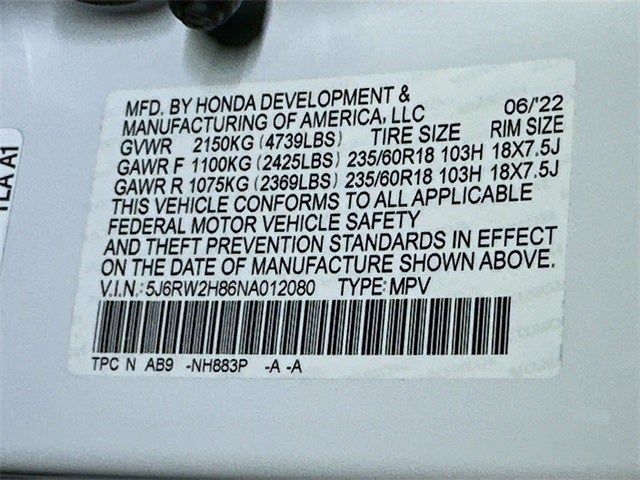 MFD. BY HONDA DEVELOPMENT &
MANUFACTURING OF AMERICA, LLC 06/'22
GVWR 2150KG (4739LBS) TIRE SIZE RIM SIZE
GAWR F 1100KG (2425LBS) 235/60R18 103H 18X7.5J
GAWR R 1075KG (2369LBS) 235/60R18 103H 18X7.5J
THIS VEHICLE CONFORMS TO ALL APPLICABLE
FEDERAL MOTOR VEHICLE SAFETY
AND THEFT PREVENTION STANDARDS IN EFFECT
ON THE DATE OF MANUFACTURE SHOWN ABOVE.
V.I.N.: 5J6RW2H86NA012080 TYPE: MPV
TPC N AB9 -NH883P -A -A
TLA A1